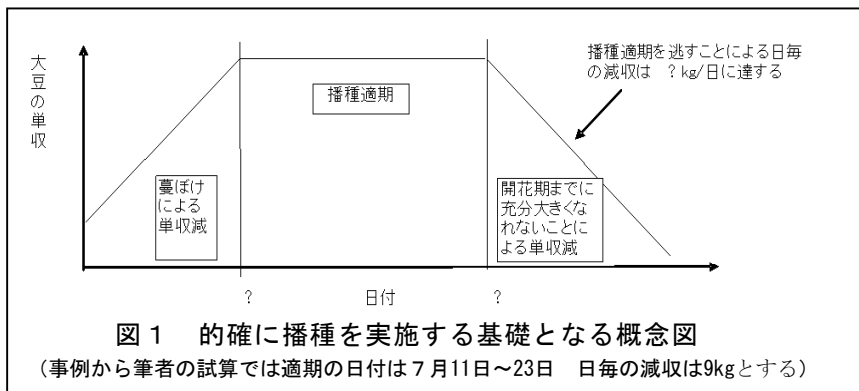 大豆の単収
播種適期を逃すことによる日毎
の減収は ?kg/日に達する
播種適期
蔓ぼけ
による
単収減
開花期までに
充分大きくな
れないことに
よる単収減
? 日付 ?
図1 的確に播種を実施する基礎となる概念図
(事例から筆者の試算では適期の日付は7月11日~23日 日毎の減収は9kgとする)